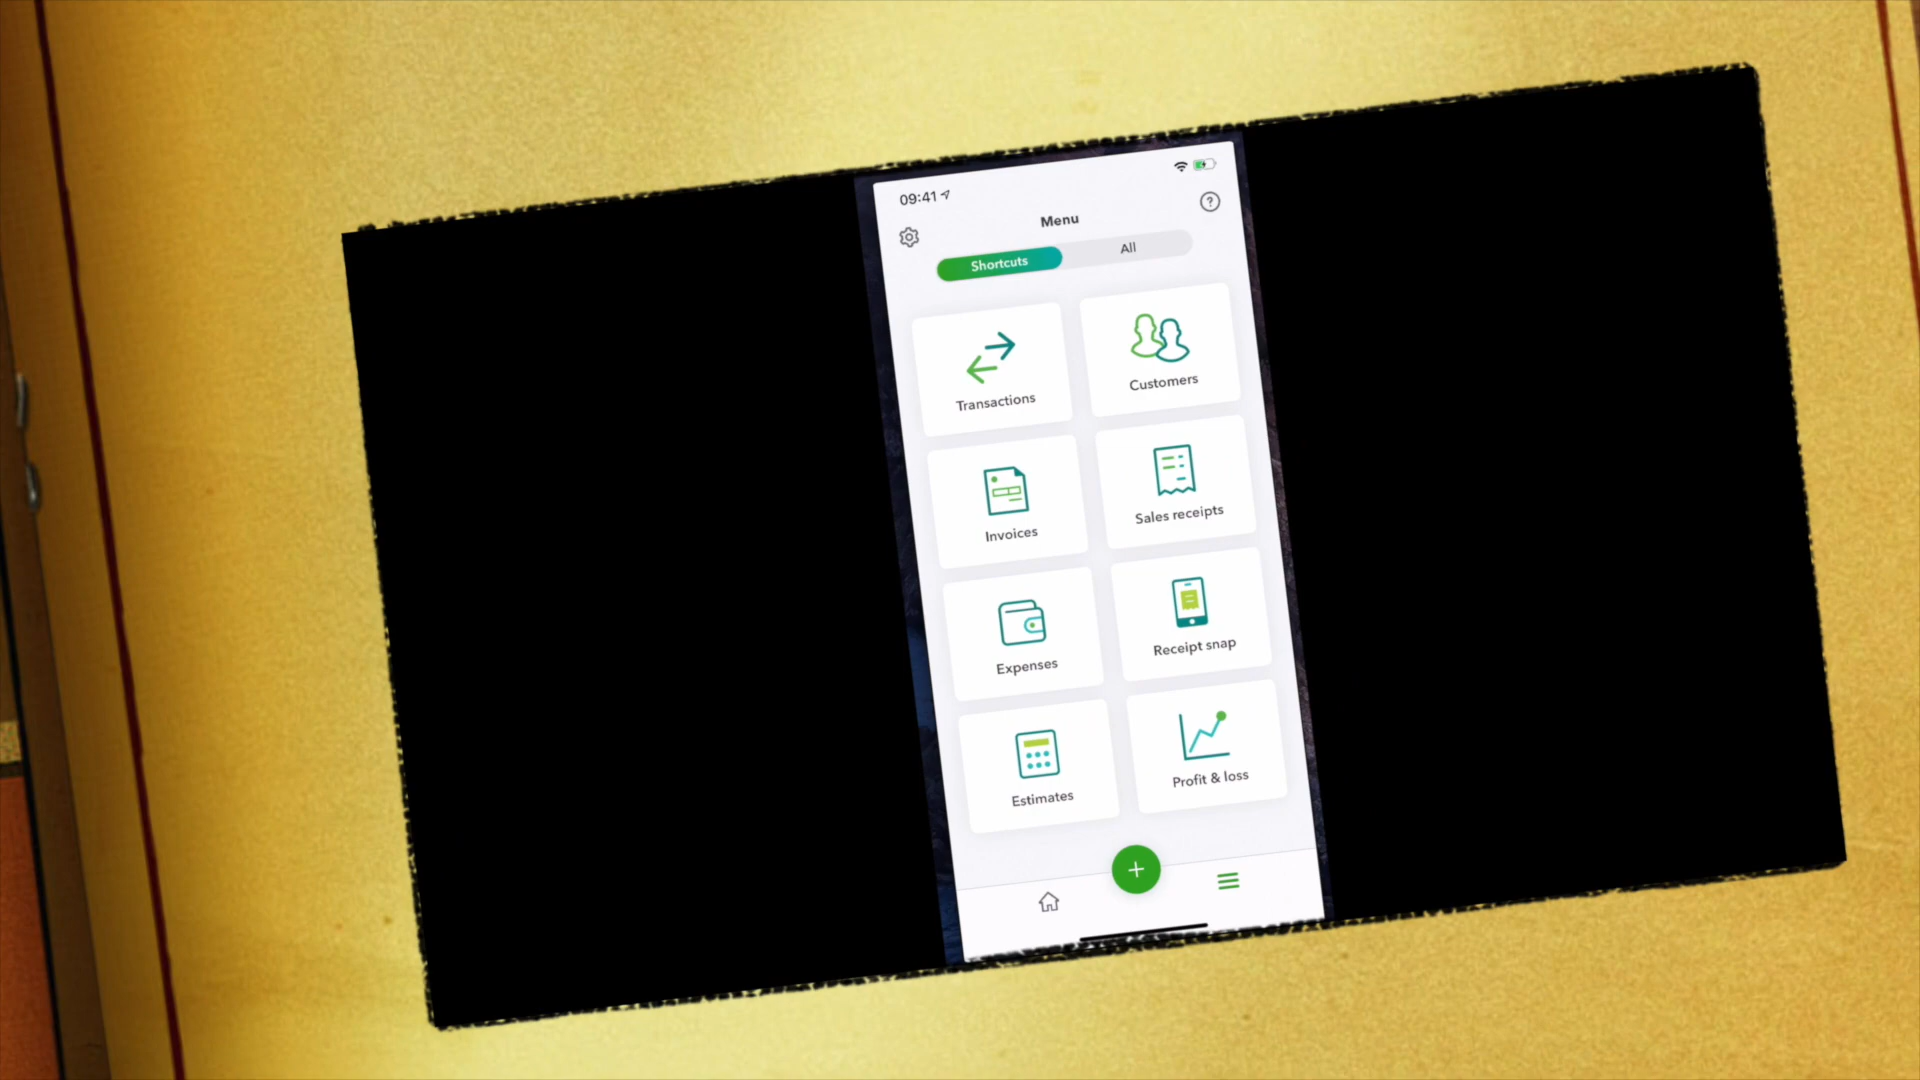 09:41
Menu
Shortcuts
All
Transactions
Customers
Invoices
Sales receipts
Expenses
Receipt snap
Estimates
Profit & loss